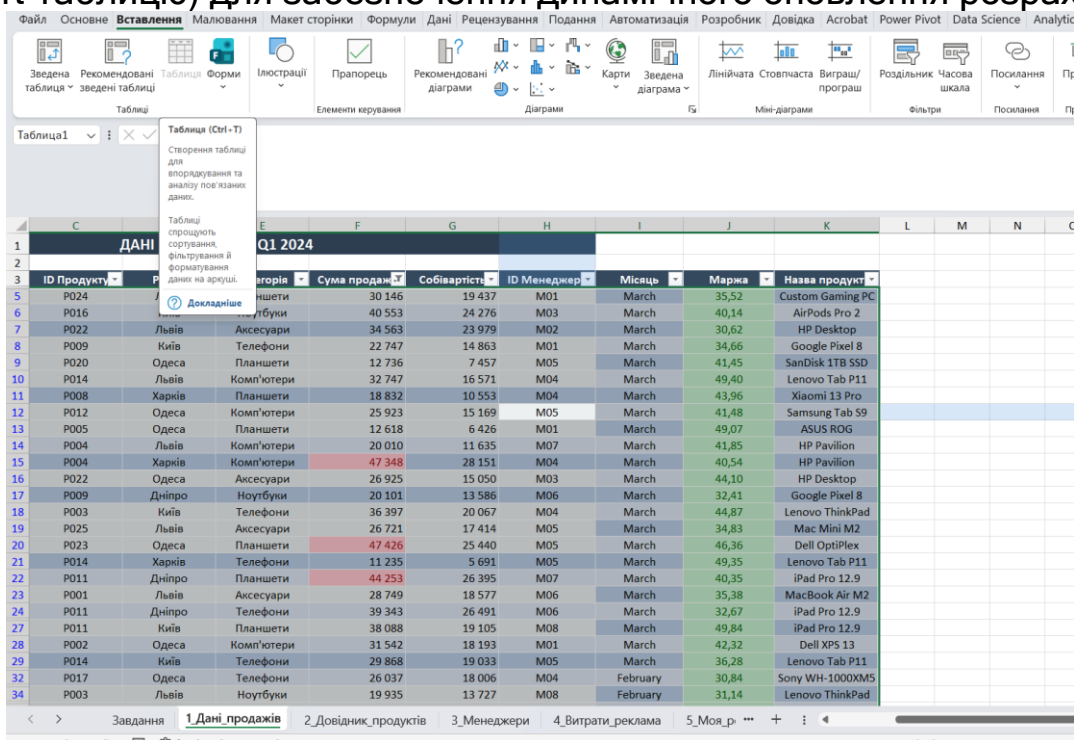 Файл Основне Вставлення Малювання Макет сторінки Формули Дані Рецензування Подання Автоматизація Розробник Довідка Acrobat Power Pivot Data Science
Зведена таблиця Рекомендовані зведені таблиці Таблиця Форми Ілюстрації Прапорець Рекомендовані діаграми Карти Зведена діаграма Лінійчата Стовпчаста Виграш/програш Роздільник Часова шкала Посилання
Таблиці Елементи керування Діаграми Міні-діаграми Фільтри Посилання
Таблица1
Таблиця (Ctrl+T)
Створення таблиці
для
впорядкування та
аналізу пов'язаних
даних.
Таблиці
спрощують
сортування,
фільтрування й
форматування
даних на аркуші.
Докладніше
C E F G H I J K L M N
1 ДАНІ Q1 2024
2
3 ID Продукту Сума продаж Собівартість ID Менеджер Місяць Маржа Назва продукт
5 P024 30 146 19 437 M01 March 35,52 Custom Gaming PC
6 P016 40 553 24 276 M03 March 40,14 AirPods Pro 2
7 P022 Львів Аксесуари 34 563 23 979 M02 March 30,62 HP Desktop
8 P009 Київ Телефони 22 747 14 863 M01 March 34,66 Google Pixel 8
9 P020 Одеса Планшети 12 736 7 457 M05 March 41,45 SanDisk 1TB SSD
10 P014 Львів Комп'ютери 32 747 16 571 M04 March 49,40 Lenovo Tab P11
11 P008 Харків Планшети 18 832 10 553 M04 March 43,96 Xiaomi 13 Pro
12 P012 Одеса Комп'ютери 25 923 15 169 M05 March 41,48 Samsung Tab S9
13 P005 Одеса Планшети 12 618 6 426 M01 March 49,07 ASUS ROG
14 P004 Львів Комп'ютери 20 010 11 635 M07 March 41,85 HP Pavilion
15 P004 Харків Комп'ютери 47 348 28 151 M04 March 40,54 HP Pavilion
16 P022 Одеса Аксесуари 26 925 15 050 M03 March 44,10 HP Desktop
17 P009 Дніпро Ноутбуки 20 101 13 586 M06 March 32,41 Google Pixel 8
18 P003 Київ Телефони 36 397 20 067 M04 March 44,87 Lenovo ThinkPad
19 P025 Львів Аксесуари 26 721 17 414 M05 March 34,83 Mac Mini M2
20 P023 Одеса Планшети 47 426 25 440 M05 March 46,36 Dell OptiPlex
21 P014 Харків Телефони 11 235 5 691 M05 March 49,35 Lenovo Tab P11
22 P011 Дніпро Планшети 44 253 26 395 M07 March 40,35 iPad Pro 12.9
23 P001 Львів Аксесуари 28 749 18 577 M06 March 35,38 MacBook Air M2
24 P011 Дніпро Телефони 39 343 26 491 M06 March 32,67 iPad Pro 12.9
27 P011 Київ Планшети 38 088 19 105 M08 March 49,84 iPad Pro 12.9
28 P002 Одеса Комп'ютери 31 542 18 193 M01 March 42,32 Dell XPS 13
29 P014 Київ Телефони 29 868 19 033 M05 March 36,28 Lenovo Tab P11
32 P017 Одеса Телефони 26 037 18 006 M04 February 30,84 Sony WH-1000XM5
34 P003 Львів Ноутбуки 19 935 13 727 M08 February 31,14 Lenovo ThinkPad
Завдання 1_Дані_продажів 2_Довідник_продуктів 3_Менеджери 4_Витрати_реклама